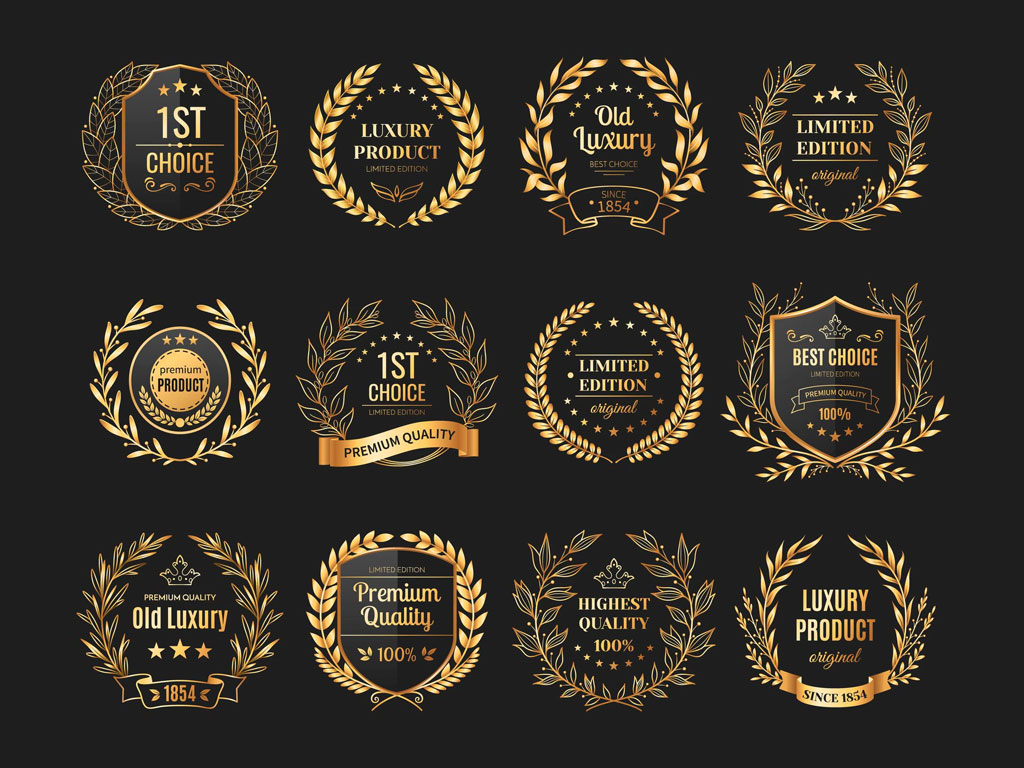 1ST
CHOICE
LUXURY
PRODUCT
LIMITED EDITION
Old
Luxury
BEST CHOICE
SINCE
1854
LIMITED
EDITION
original
premium
PRODUCT
1ST
CHOICE
LIMITED EDITION
PREMIUM QUALITY
LIMITED
EDITION
original
BEST CHOICE
LIMITED EDITION
PREMIUM QUALITY
100%
PREMIUM QUALITY
Old Luxury
1854
LIMITED EDITION
Premium
Quality
100%
HIGHEST
QUALITY
100%
LUXURY
PRODUCT
original
SINCE 1854